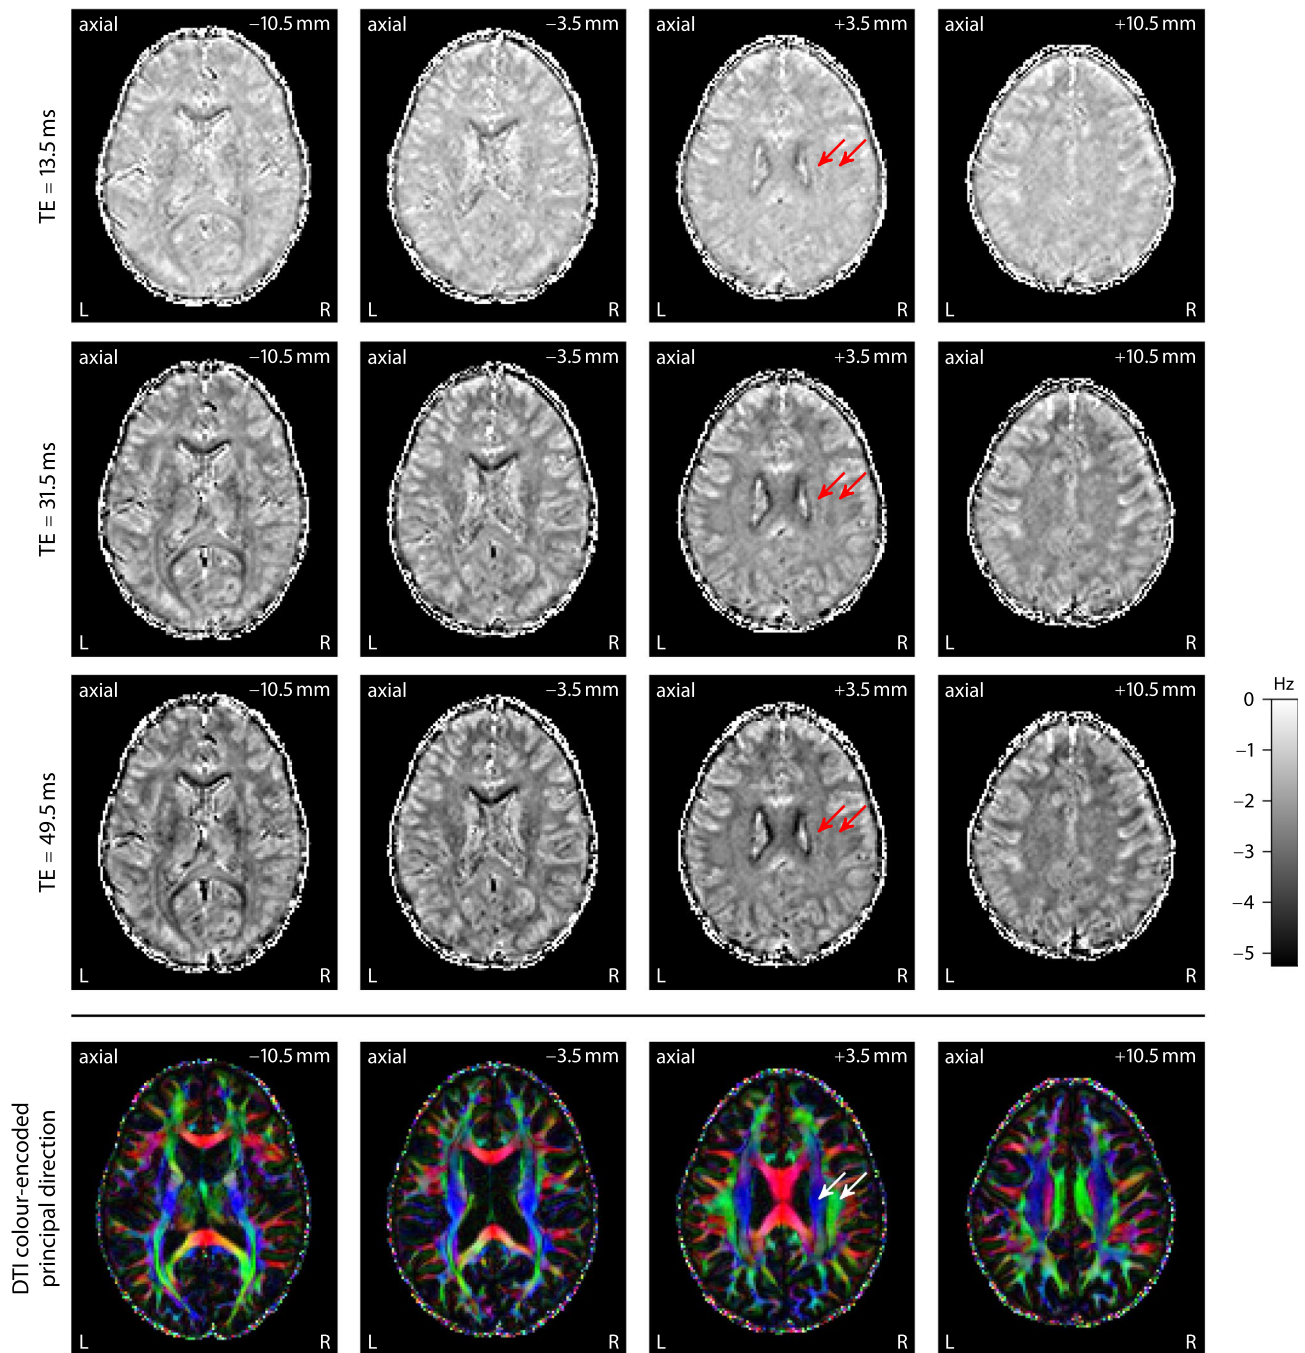 TE = 13.5 ms
axial −10.5 mm
L R
axial −3.5 mm
L R
axial +3.5 mm
L R
axial +10.5 mm
L R
TE = 31.5 ms
axial −10.5 mm
L R
axial −3.5 mm
L R
axial +3.5 mm
L R
axial +10.5 mm
L R
TE = 49.5 ms
axial −10.5 mm
L R
axial −3.5 mm
L R
axial +3.5 mm
L R
axial +10.5 mm
L R
Hz
0
−1
−2
−3
−4
−5
DTI colour-encoded
principal direction
axial −10.5 mm
L R
axial −3.5 mm
L R
axial +3.5 mm
L R
axial +10.5 mm
L R